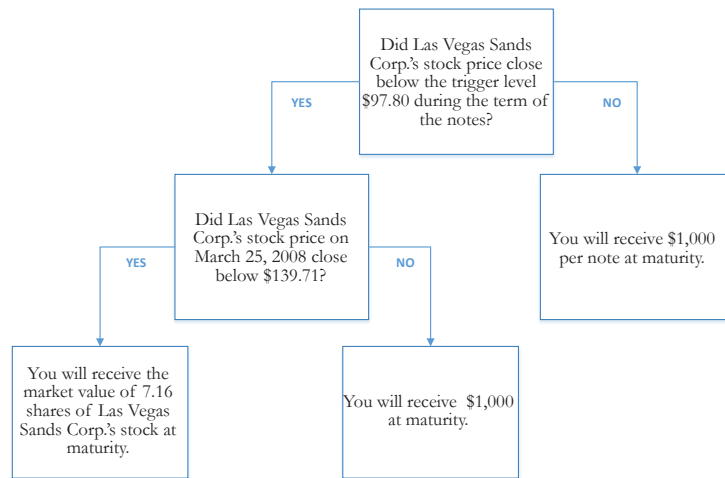 Did Las Vegas Sands
Corp.'s stock price close
below the trigger level
$97.80 during the term of
the notes?
YES
NO
Did Las Vegas Sands
Corp.'s stock price on
March 25, 2008 close
below $139.71?
You will receive $1,000
per note at maturity.
YES
NO
You will receive the
market value of 7.16
shares of Las Vegas
Sands Corp.'s stock at
maturity.
You will receive $1,000
at maturity.